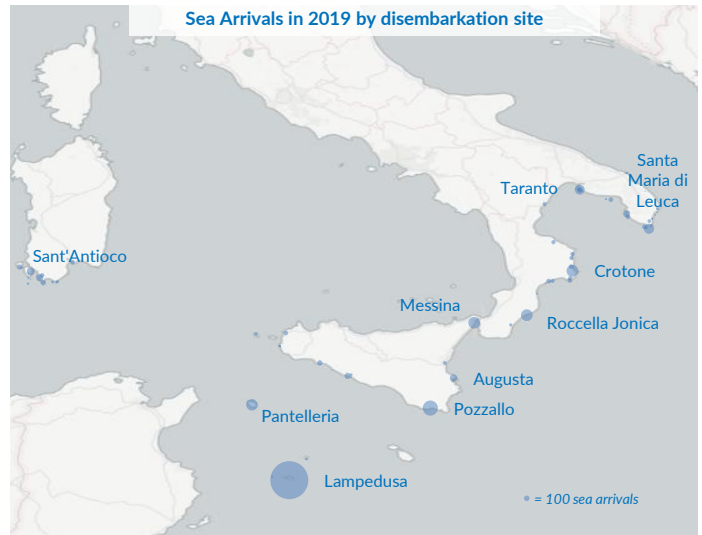 Sea Arrivals in 2019 by disembarkation site
Santa
Maria di
Leuca
Taranto
Sant'Antioco
Crotone
Messina
Roccella Jonica
Augusta
Pozzallo
Pantelleria
Lampedusa
= 100 sea arrivals